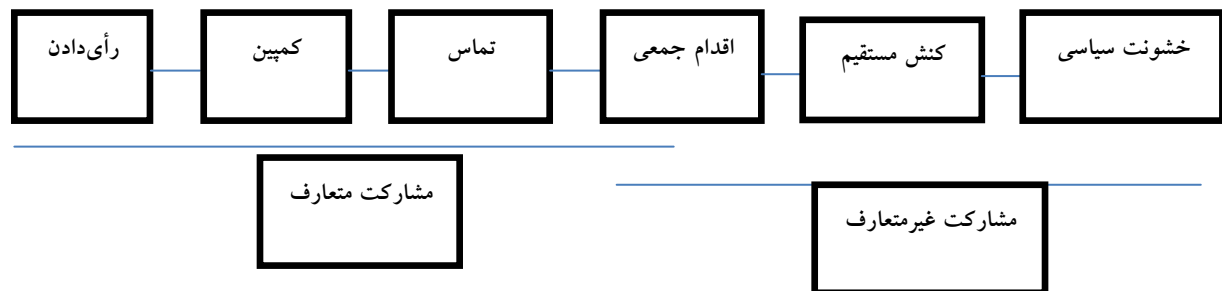 خشونت سیاسی
کنش مستقیم
اقدام جمعی
تماس
کمپین
رأی‌دادن
مشارکت غیرمتعارف
مشارکت متعارف